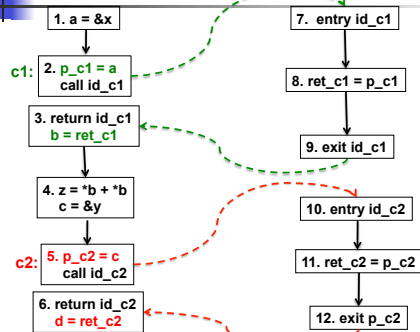 1. a = &x
c1:
2. p_c1 = a
call id_c1
3. return id_c1
b = ret_c1
4. z = *b + *b
c = &y
c2:
5. p_c2 = c
call id_c2
6. return id_c2
d = ret_c2
7. entry id_c1
8. ret_c1 = p_c1
9. exit id_c1
10. entry id_c2
11. ret_c2 = p_c2
12. exit p_c2